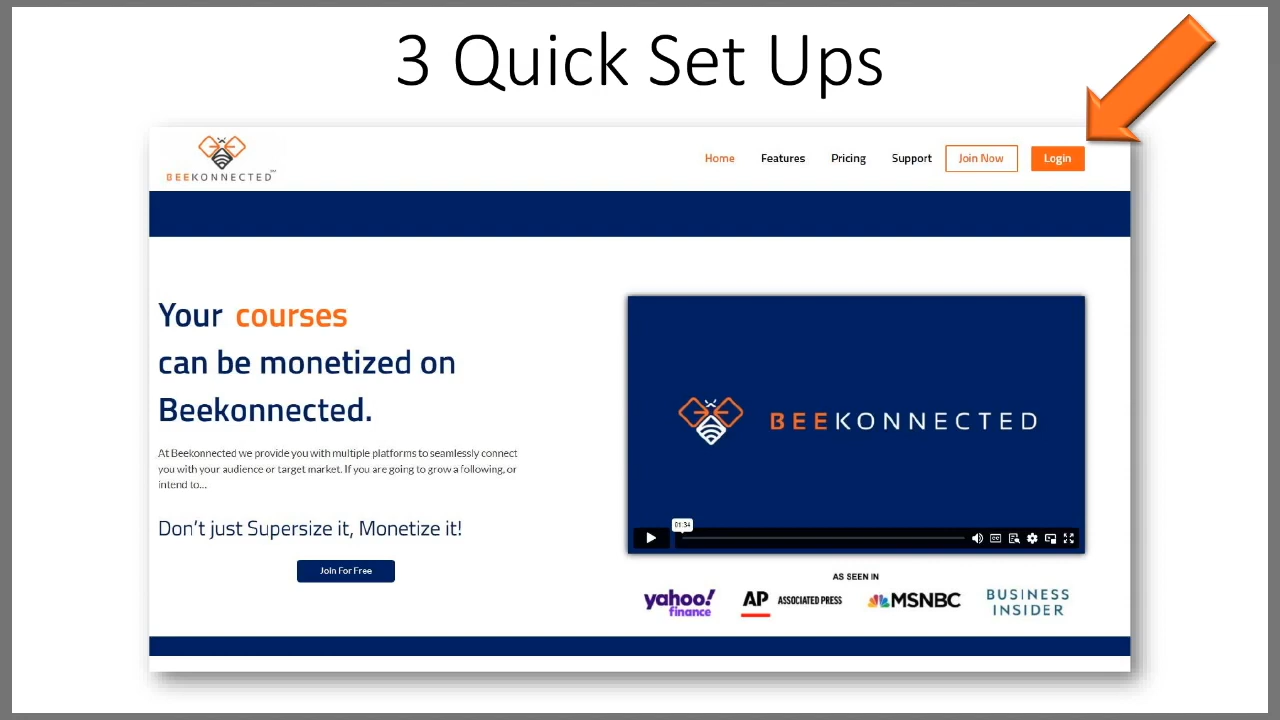 3 Quick Set Ups
BEEKONNECTED
Home Features Pricing Support Join Now Login
Your courses
can be monetized on
Beekonnected.
At Beekonnected we provide you with multiple platforms to seamlessly connect
you with your audience or target market. If you are going to grow a following, or
intend to...
Don't just Supersize it, Monetize it!
Join For Free
BEEKONNECTED
01:34
CC
AS SEEN IN
yahoo!
finance
AP ASSOCIATED PRESS
MSNBC
BUSINESS
INSIDER